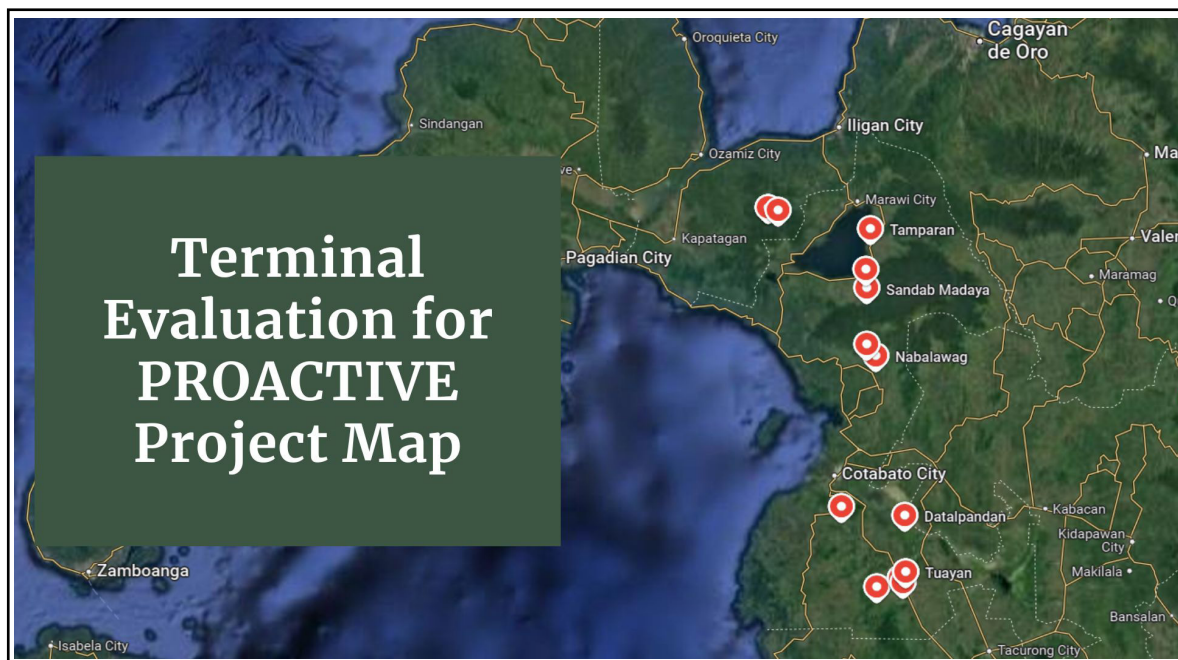 Cagayan
de Oro
Oroquieta City
Sindangan
Iligan City
Ozamiz City
Marawi City
Kapatagan
Tamparan
Pagadian City
Maramag
Sandab Madaya
Nabalawag
Terminal
Evaluation for
PROACTIVE
Project Map
Cotabato City
Datalpandan
Kabacan
Kidapawan
City
Tuayan
Makilala
Zamboanga
Bansalan
Isabela City
Tacurong City